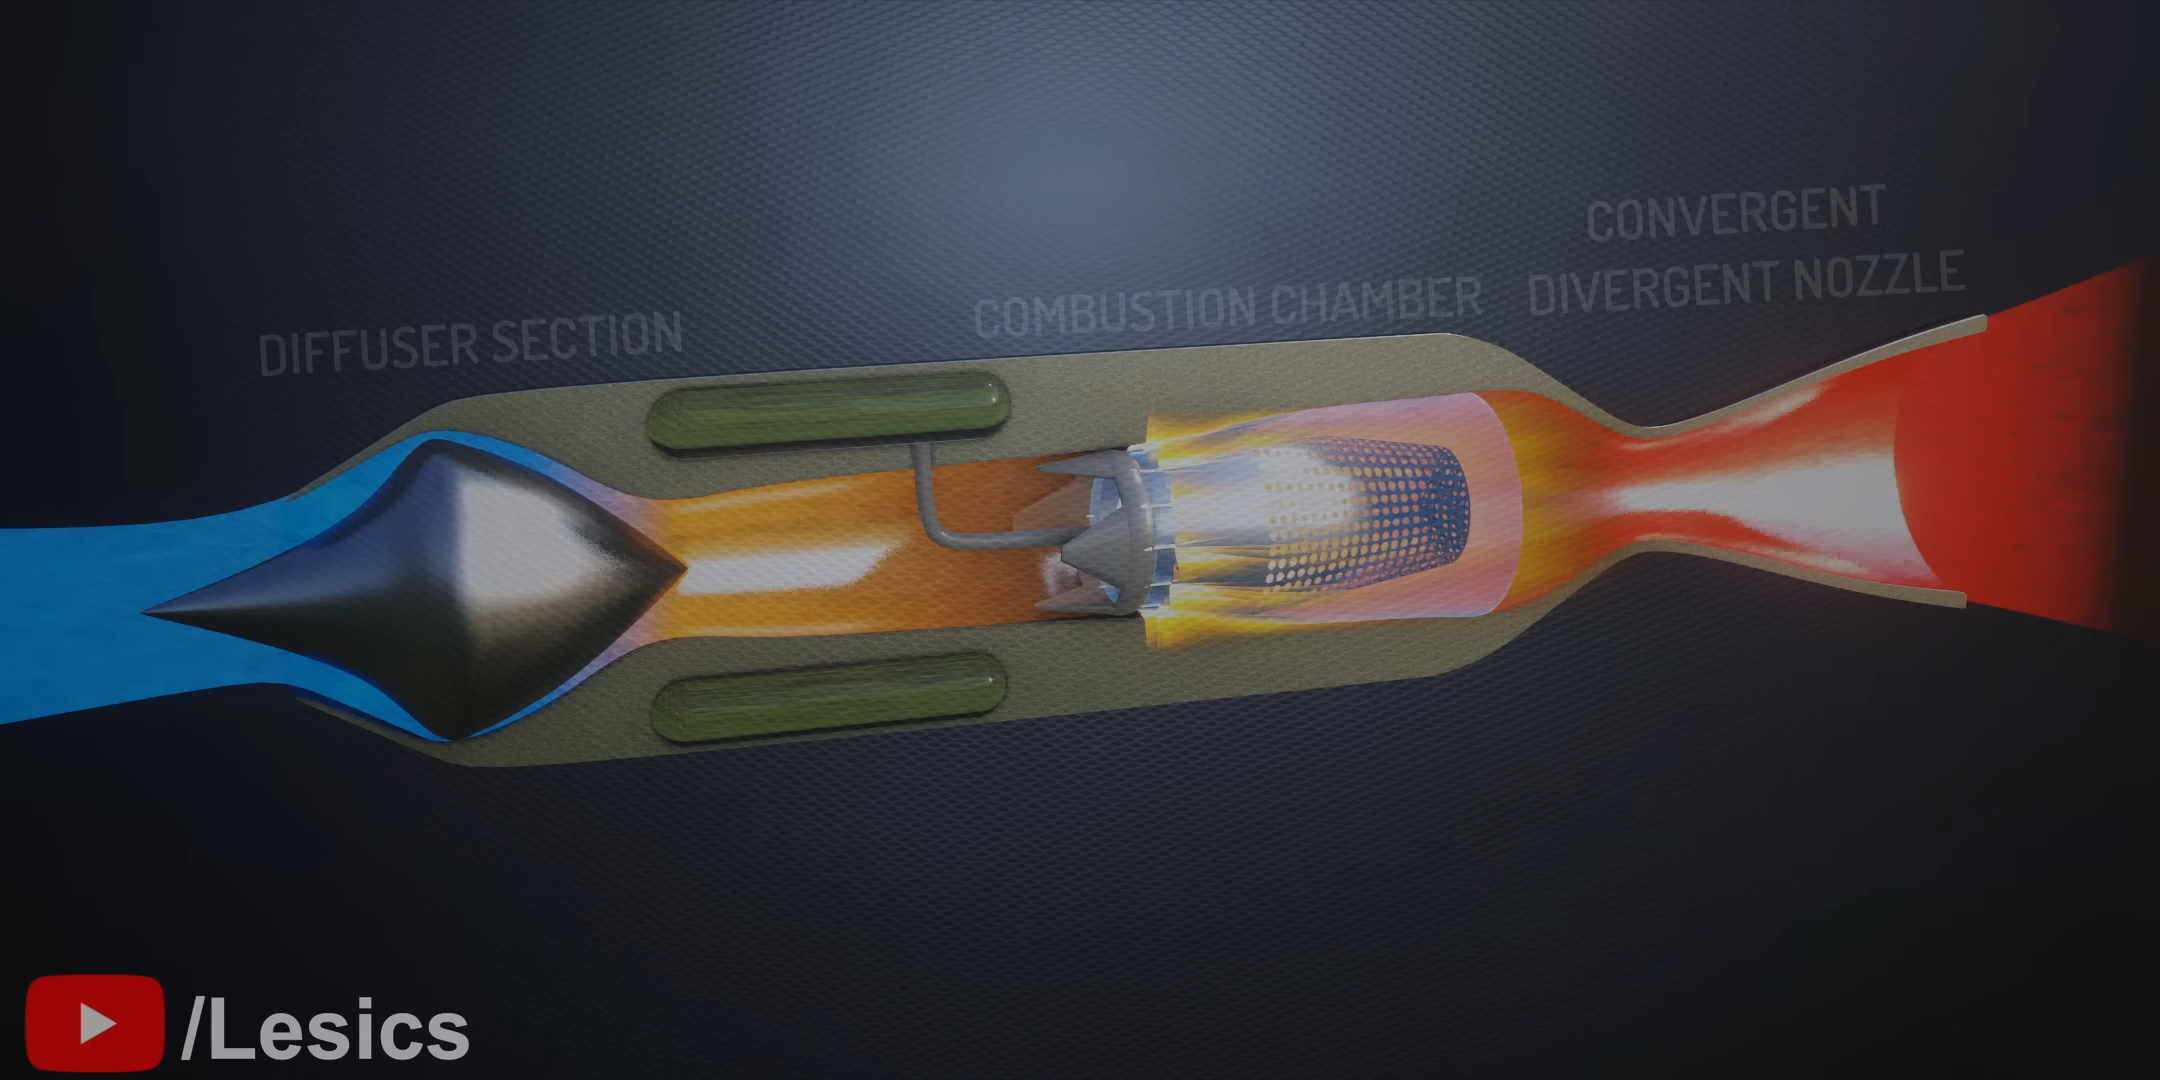 CONVERGENT
DIVERGENT NOZZLE
COMBUSTION CHAMBER
DIFFUSER SECTION
/Lesics